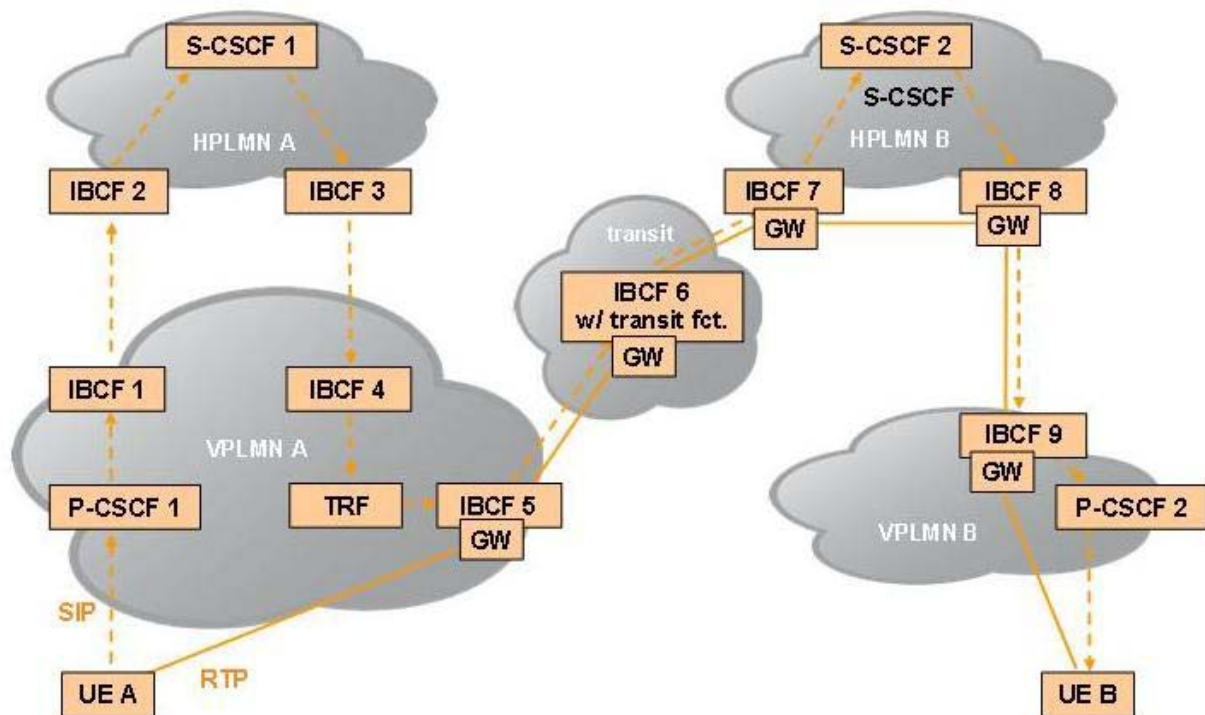 S-CSCF 1
S-CSCF 2
S-CSCF
HPLMN A
HPLMN B
IBCF 2
IBCF 3
IBCF 7
GW
IBCF 8
GW
transit
IBCF 6
w/ transit fct.
GW
IBCF 1
IBCF 4
VPLMN A
IBCF 9
GW
P-CSCF 1
TRF
IBCF 5
GW
P-CSCF 2
VPLMN B
SIP
RTP
UE A
UE B